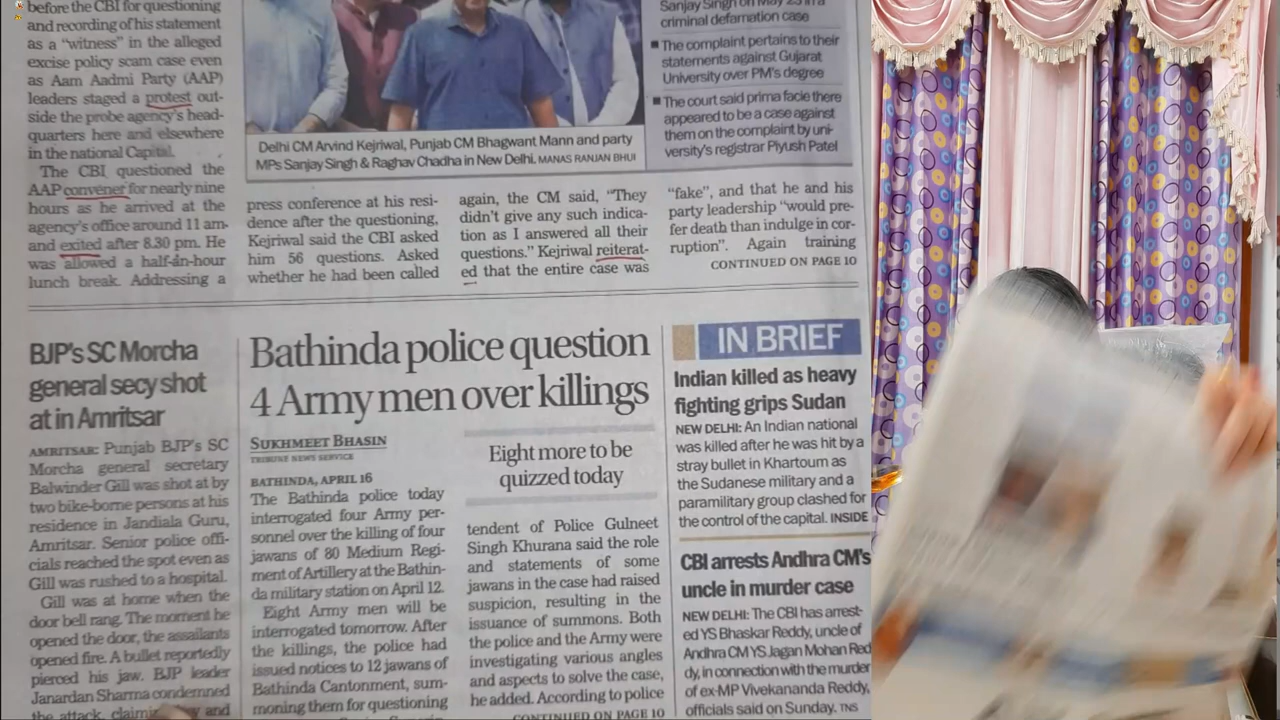 before the CBI for questioning
and recording of his statement
as a “witness” in the alleged
excise policy scam case even
as Aam Aadmi Party (AAP)
leaders staged a protest out-
side the probe agency’s head-
quarters here and elsewhere
in the national Capital.
The CBI questioned the
AAP convener for nearly nine
hours as he arrived at the
agency’s office around 11 am
and exited after 8.30 pm. He
was allowed a half-an-hour
lunch break. Addressing a
Delhi CM Arvind Kejriwal, Punjab CM Bhagwant Mann and party
MPs Sanjay Singh & Raghav Chadha in New Delhi. MANAS RANJAN BHUI
press conference at his resi-
dence after the questioning,
Kejriwal said the CBI asked
him 56 questions. Asked
whether he had been called
again, the CM said, “They
didn’t give any such indica-
tion as I answered all their
questions.” Kejriwal reiterat-
ed that the entire case was
Sanjay Singh on May 23 in a
criminal defamation case
The complaint pertains to their
statements against Gujarat
University over PM’s degree
The court said prima facie there
appeared to be a case against
them on the complaint by uni-
versity’s registrar Piyush Patel
“fake”, and that he and his
party leadership “would pre-
fer death than indulge in cor-
ruption”. Again training
CONTINUED ON PAGE 10
BJP’s SC Morcha
general secy shot
at in Amritsar
AMRITSAR: Punjab BJP’s SC
Morcha general secretary
Balwinder Gill was shot at by
two bike-borne persons at his
residence in Jandiala Guru,
Amritsar. Senior police offi-
cials reached the spot even as
Gill was rushed to a hospital.
Gill was at home when the
door bell rang. The moment he
opened the door, the assailants
opened fire. A bullet reportedly
pierced his jaw. BJP leader
Janardan Sharma condemned
the attack, and
Bathinda police question
4 Army men over killings
SUKHMEET BHASIN
TRIBUNE NEWS SERVICE
BATHINDA, APRIL 16
The Bathinda police today
interrogated four Army per-
sonnel over the killing of four
jawans of 80 Medium Regi-
ment of Artillery at the Bathin-
da military station on April 12.
Eight Army men will be
interrogated tomorrow. After
the killings, the police had
issued notices to 12 jawans of
Bathinda Cantonment, sum-
moning them for questioning
Eight more to be
quizzed today
tendent of Police Gulneet
Singh Khurana said the role
and statements of some
jawans in the case had raised
suspicion, resulting in the
issuance of summons. Both
the police and the Army were
investigating various angles
and aspects to solve the case,
he added. According to police
CONTINUED ON PAGE 10
IN BRIEF
Indian killed as heavy
fighting grips Sudan
NEW DELHI: An Indian national
was killed after he was hit by a
stray bullet in Khartoum as
the Sudanese military and a
paramilitary group clashed for
the control of the capital. INSIDE
CBI arrests Andhra CM’s
uncle in murder case
NEW DELHI: The CBI has arrest-
ed YS Bhaskar Reddy, uncle of
Andhra CM YS Jagan Mohan Red
dy, in connection with the murder
of ex-MP Vivekananda Reddy,
officials said on Sunday. TNS